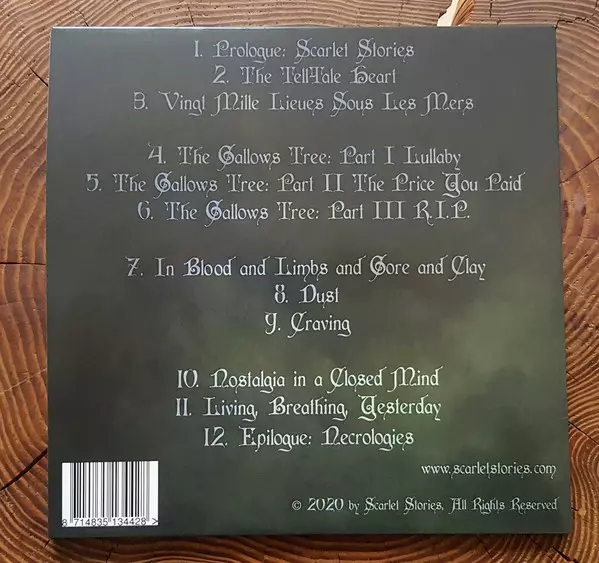 1. Prologue: Scarlet Stories
2. The Tell-Tale Heart
3. Vingt Mille Lieues Sous Les Mers
4. The Gallows Tree: Part I Lullaby
5. The Gallows Tree: Part II The Price You Paid
6. The Gallows Tree: Part III R.I.P.
7. In Blood and Limbs and Gore and Clay
8. Dust
9. Craving
10. Nostalgia in a Closed Mind
11. Living, Breathing, Yesterday
12. Epilogue: Necrologies
www.scarletstories.com
8 714835 134428 >
© 2020 by Scarlet Stories, All Rights Reserved